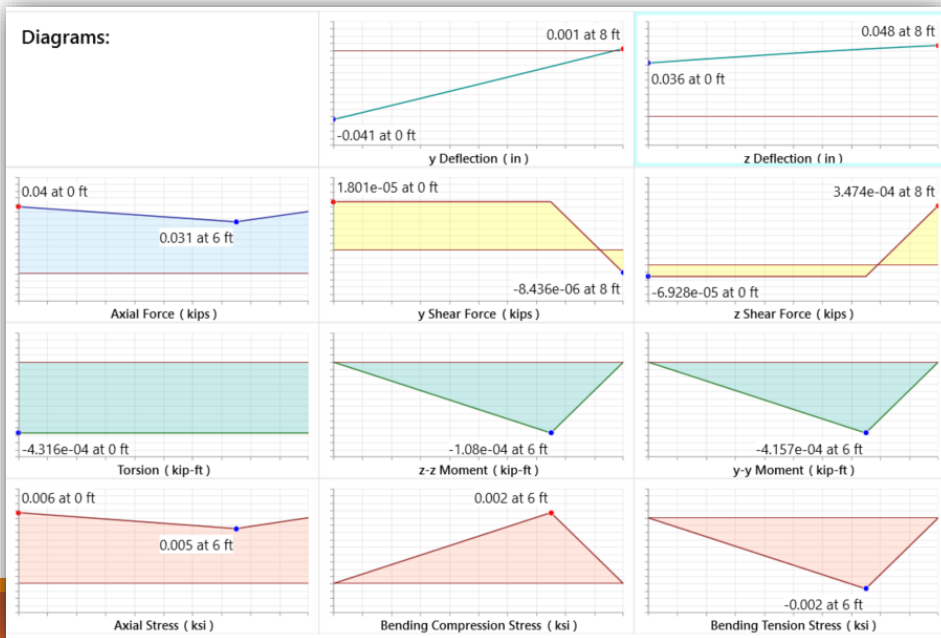 Diagrams:
0.001 at 8 ft
-0.041 at 0 ft
y Deflection ( in )
0.048 at 8 ft
0.036 at 0 ft
z Deflection ( in )
0.04 at 0 ft
0.031 at 6 ft
Axial Force ( kips )
1.801e-05 at 0 ft
-8.436e-06 at 8 ft
y Shear Force ( kips )
3.474e-04 at 8 ft
-6.928e-05 at 0 ft
z Shear Force ( kips )
-4.316e-04 at 0 ft
Torsion ( kip-ft )
-1.08e-04 at 6 ft
z-z Moment ( kip-ft )
-4.157e-04 at 6 ft
y-y Moment ( kip-ft )
0.006 at 0 ft
0.005 at 6 ft
Axial Stress ( ksi )
0.002 at 6 ft
Bending Compression Stress ( ksi )
-0.002 at 6 ft
Bending Tension Stress ( ksi )